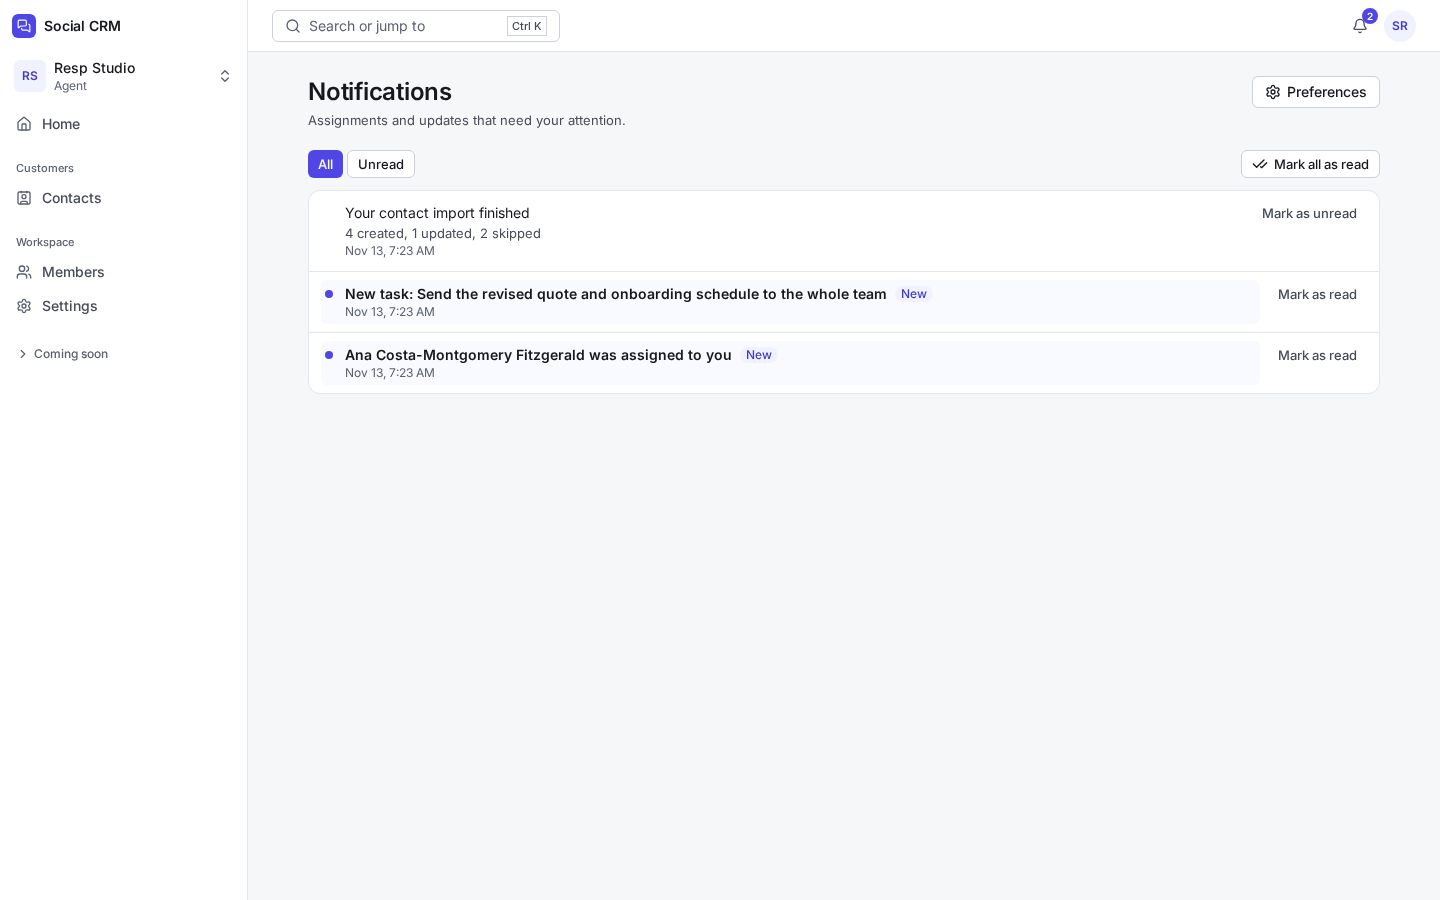 Social CRM
Search or jump to
Ctrl K
2
SR
RS
Resp Studio
Agent
Home
Customers
Contacts
Workspace
Members
Settings
Coming soon
Notifications
Preferences
Assignments and updates that need your attention.
All
Unread
Mark all as read
Your contact import finished
Mark as unread
4 created, 1 updated, 2 skipped
Nov 13, 7:23 AM
New task: Send the revised quote and onboarding schedule to the whole team
New
Mark as read
Nov 13, 7:23 AM
Ana Costa-Montgomery Fitzgerald was assigned to you
New
Mark as read
Nov 13, 7:23 AM